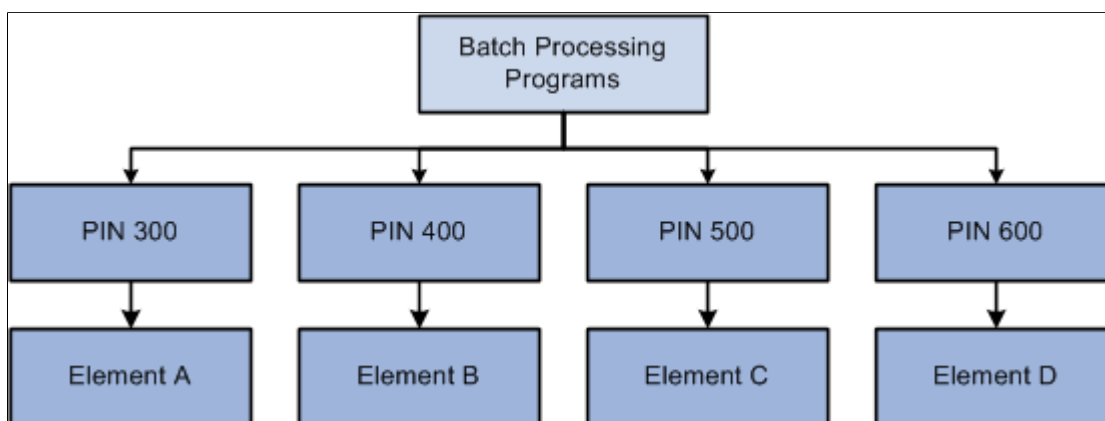 Batch Processing
Programs
PIN 300
PIN 400
PIN 500
PIN 600
Element A
Element B
Element C
Element D